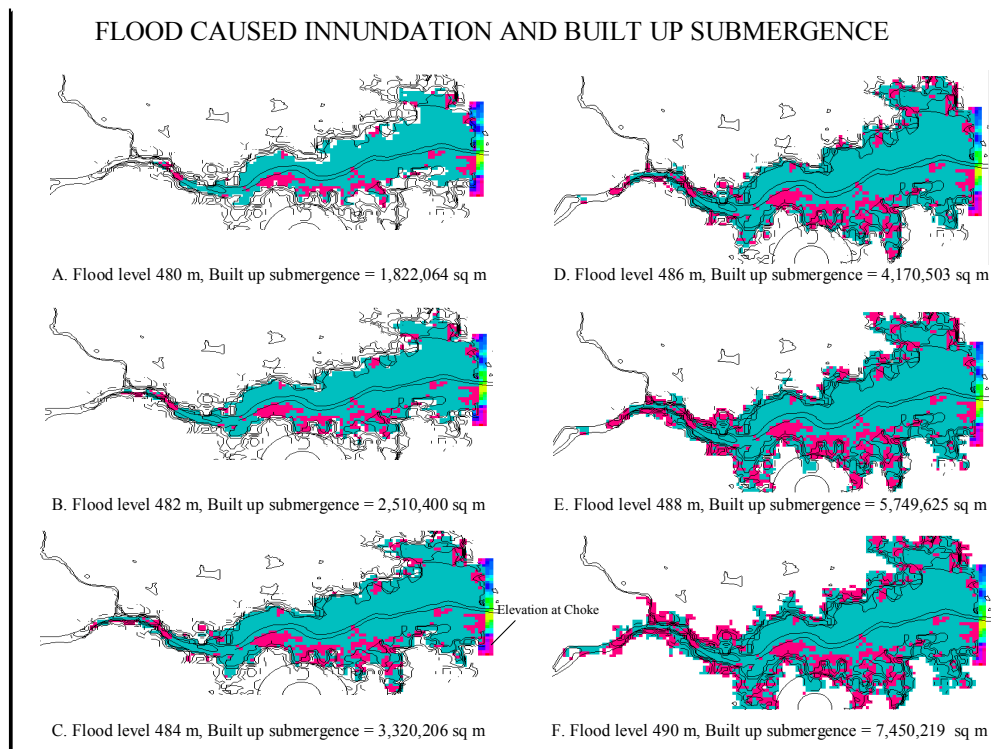 FLOOD CAUSED INNUNDATION AND BUILT UP SUBMERGENCE
A. Flood level 480 m, Built up submergence = 1,822,064 sq m
B. Flood level 482 m, Built up submergence = 2,510,400 sq m
Elevation at Choke
C. Flood level 484 m, Built up submergence = 3,320,206 sq m
D. Flood level 486 m, Built up submergence = 4,170,503 sq m
E. Flood level 488 m, Built up submergence = 5,749,625 sq m
F. Flood level 490 m, Built up submergence = 7,450,219 sq m